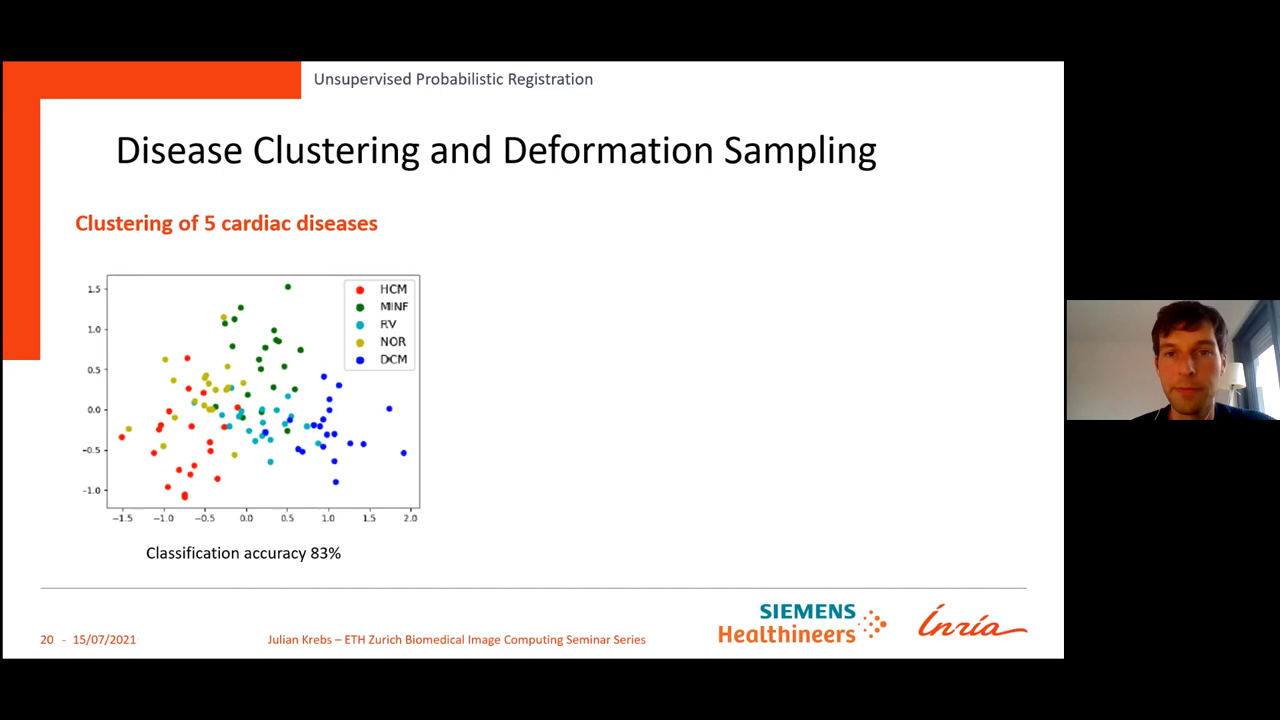 Unsupervised Probabilistic Registration
Disease Clustering and Deformation Sampling
Clustering of 5 cardiac diseases
1.5
1.0
0.5
0.0
−0.5
−1.0
−1.5 −1.0 −0.5 0.0 0.5 1.0 1.5 2.0
HCM
MINF
RV
NOR
DCM
Classification accuracy 83%
20 - 15/07/2021
Julian Krebs – ETH Zurich Biomedical Image Computing Seminar Series
SIEMENS
Healthineers
Inria